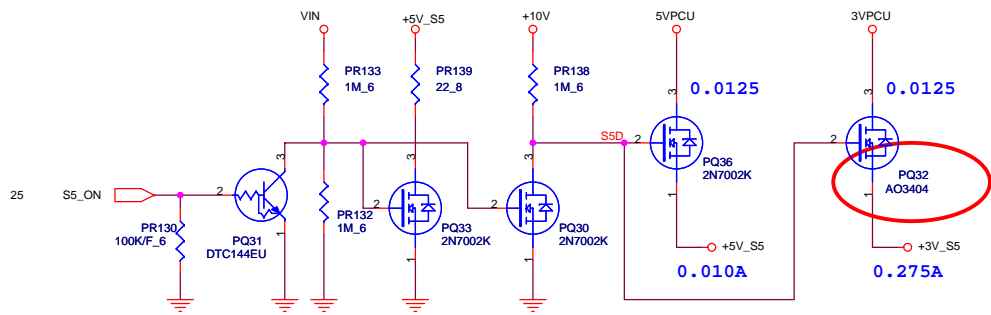 VIN
+5V_S5
+10V
5VPCU
3VPCU
PR133
1M_6
PR139
22_8
PR138
1M_6
3
0.0125
3
0.0125
S5D
2
PQ36
2N7002K
1
2
PQ32
AO3404
1
25
S5_ON
2
3
PQ31
DTC144EU
1
PR130
100K/F_6
PR132
1M_6
3
2
PQ33
2N7002K
1
3
2
PQ30
2N7002K
1
+5V_S5
0.010A
+3V_S5
0.275A